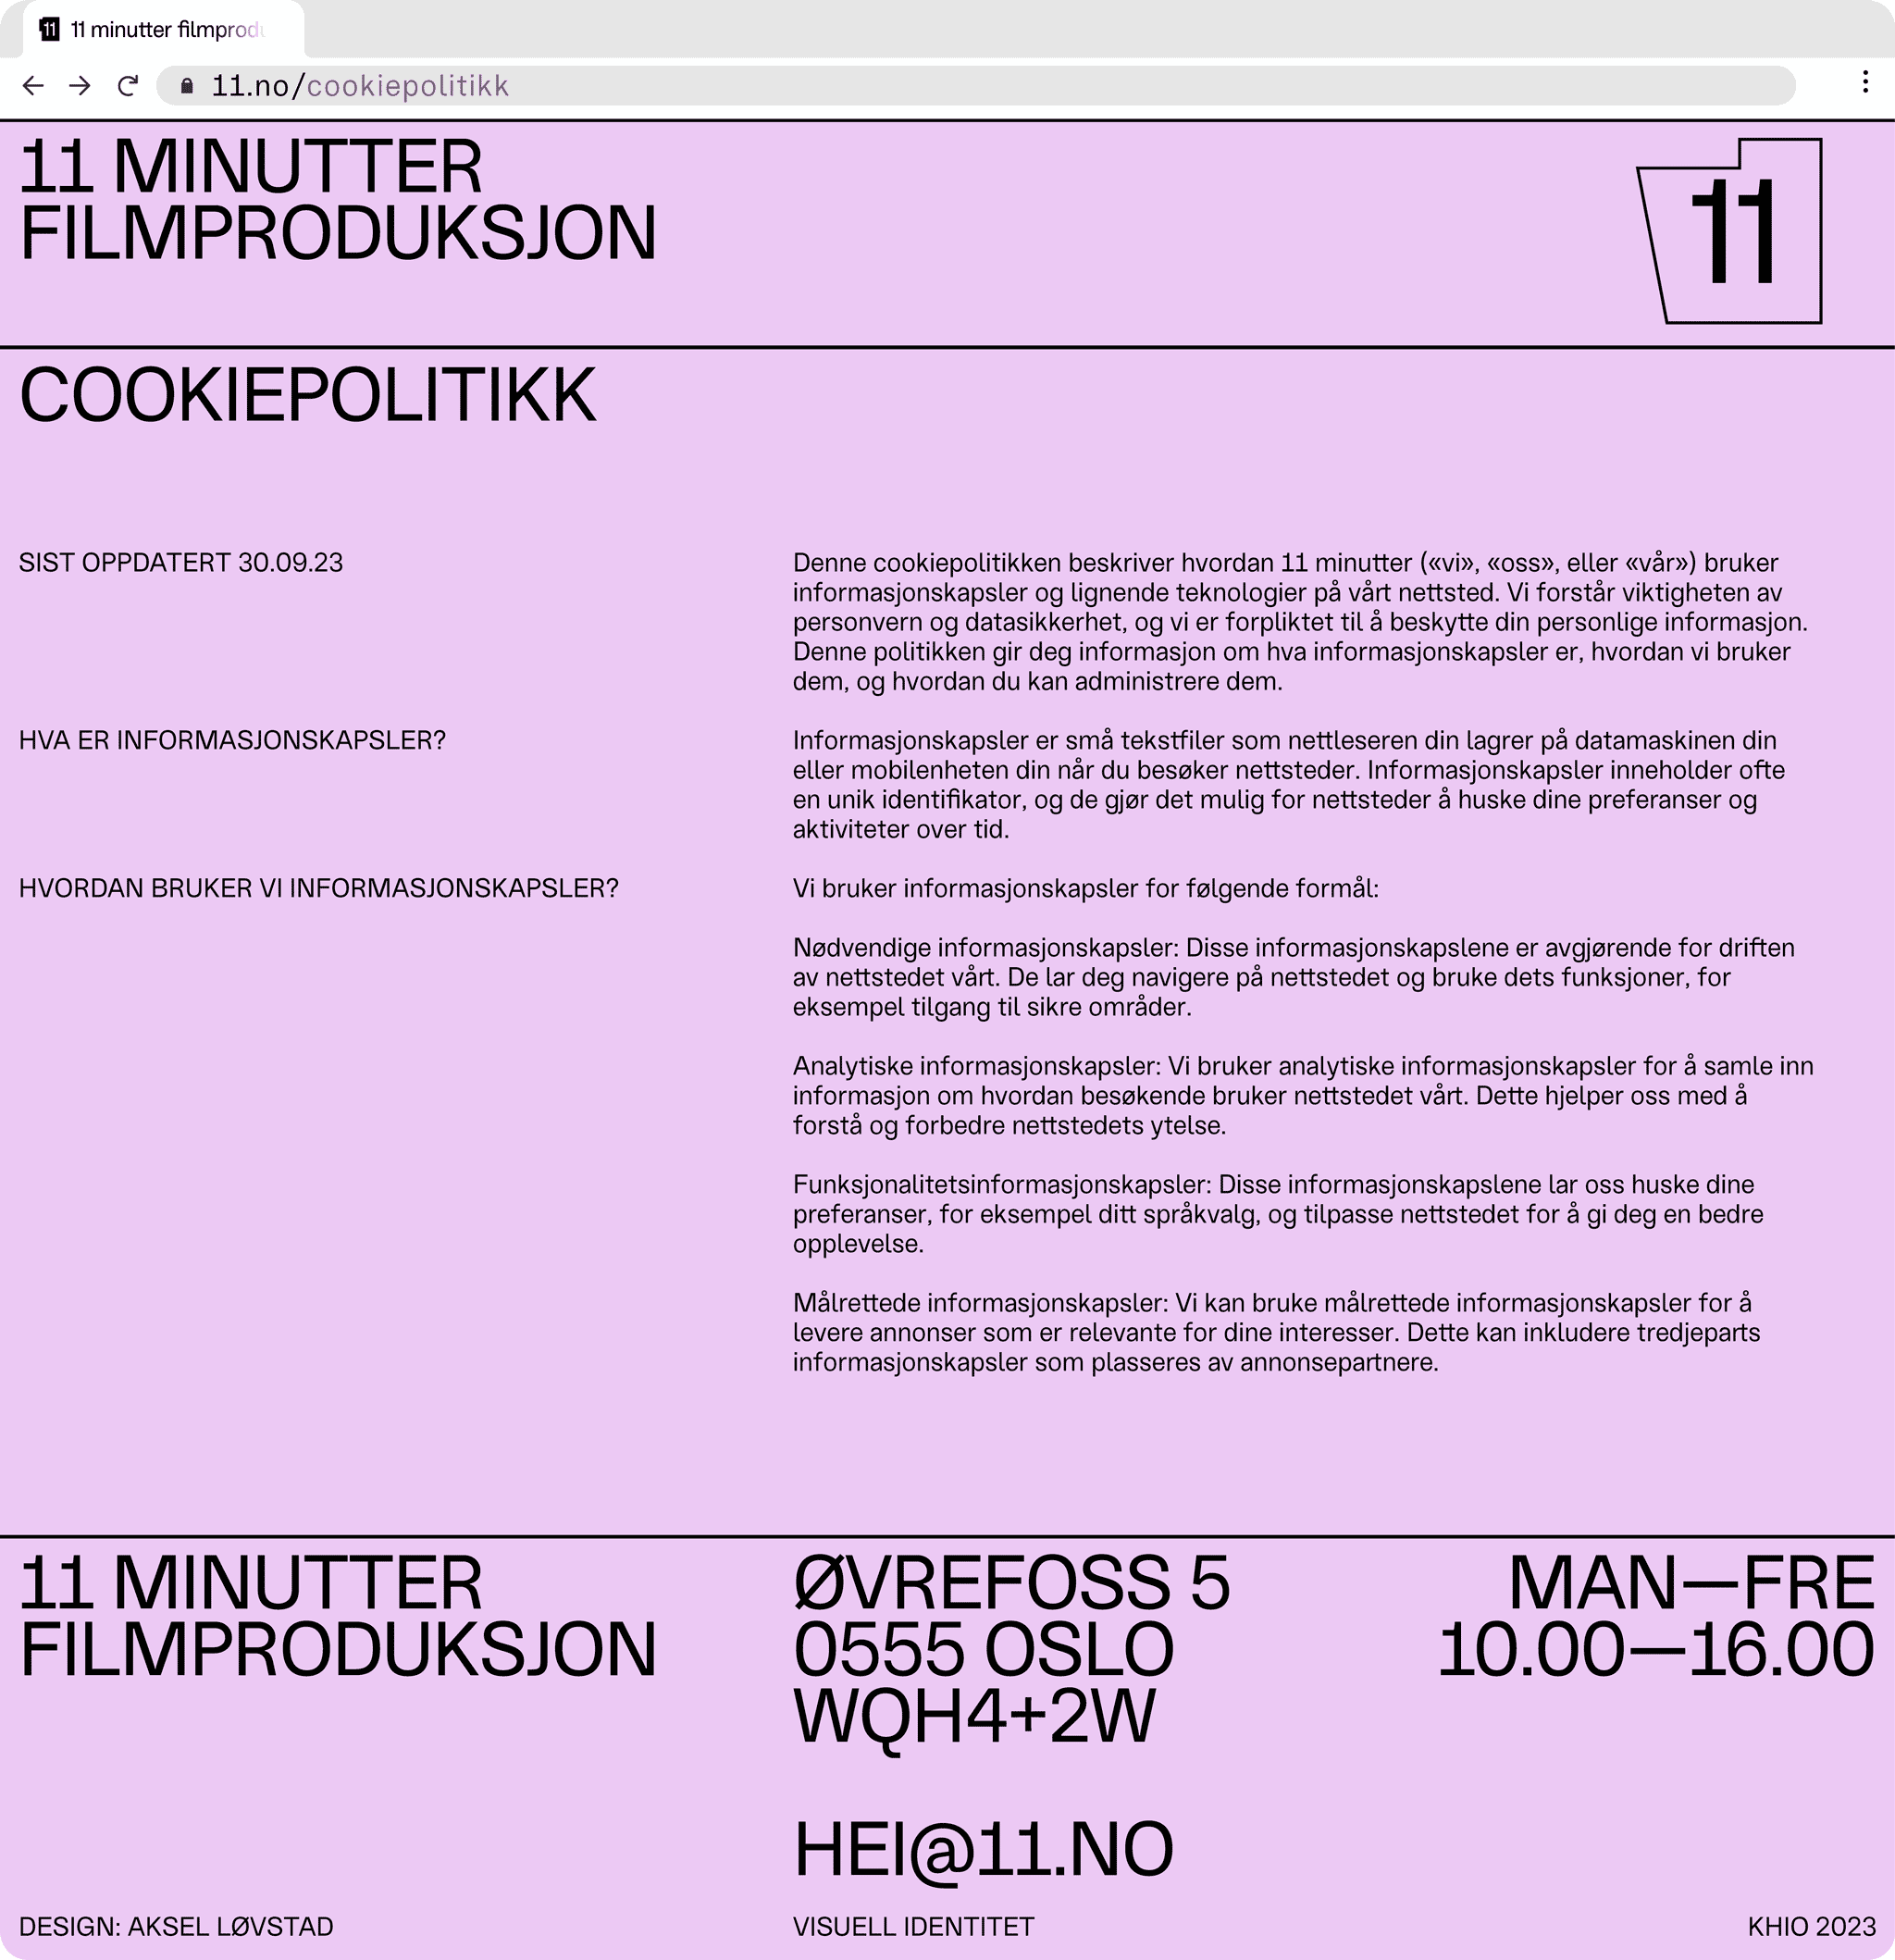 11 minutter filmprodu
11.no/cookiepolitikk
11 MINUTTER
FILMPRODUKSJON
11
COOKIEPOLITIKK
SIST OPPDATERT 30.09.23
Denne cookiepolitikken beskriver hvordan 11 minutter («vi», «oss», eller «vår») bruker
informasjonskapsler og lignende teknologier på vårt nettsted. Vi forstår viktigheten av
personvern og datasikkerhet, og vi er forpliktet til å beskytte din personlige informasjon.
Denne politikken gir deg informasjon om hva informasjonskapsler er, hvordan vi bruker
dem, og hvordan du kan administrere dem.
HVA ER INFORMASJONSKAPSLER?
Informasjonskapsler er små tekstfiler som nettleseren din lagrer på datamaskinen din
eller mobilenheten din når du besøker nettsteder. Informasjonskapsler inneholder ofte
en unik identifikator, og de gjør det mulig for nettsteder å huske dine preferanser og
aktiviteter over tid.
HVORDAN BRUKER VI INFORMASJONSKAPSLER?
Vi bruker informasjonskapsler for følgende formål:
Nødvendige informasjonskapsler: Disse informasjonskapslene er avgjørende for driften
av nettstedet vårt. De lar deg navigere på nettstedet og bruke dets funksjoner, for
eksempel tilgang til sikre områder.
Analytiske informasjonskapsler: Vi bruker analytiske informasjonskapsler for å samle inn
informasjon om hvordan besøkende bruker nettstedet vårt. Dette hjelper oss med å
forstå og forbedre nettstedets ytelse.
Funksjonalitetsinformasjonskapsler: Disse informasjonskapslene lar oss huske dine
preferanser, for eksempel ditt språkvalg, og tilpasse nettstedet for å gi deg en bedre
opplevelse.
Målrettede informasjonskapsler: Vi kan bruke målrettede informasjonskapsler for å
levere annonser som er relevante for dine interesser. Dette kan inkludere tredjeparts
informasjonskapsler som plasseres av annonsepartnere.
11 MINUTTER
FILMPRODUKSJON
ØVREFOSS 5
0555 OSLO
WQH4+2W
HEI@11.NO
MAN—FRE
10.00—16.00
DESIGN: AKSEL LØVSTAD
VISUELL IDENTITET
KHIO 2023